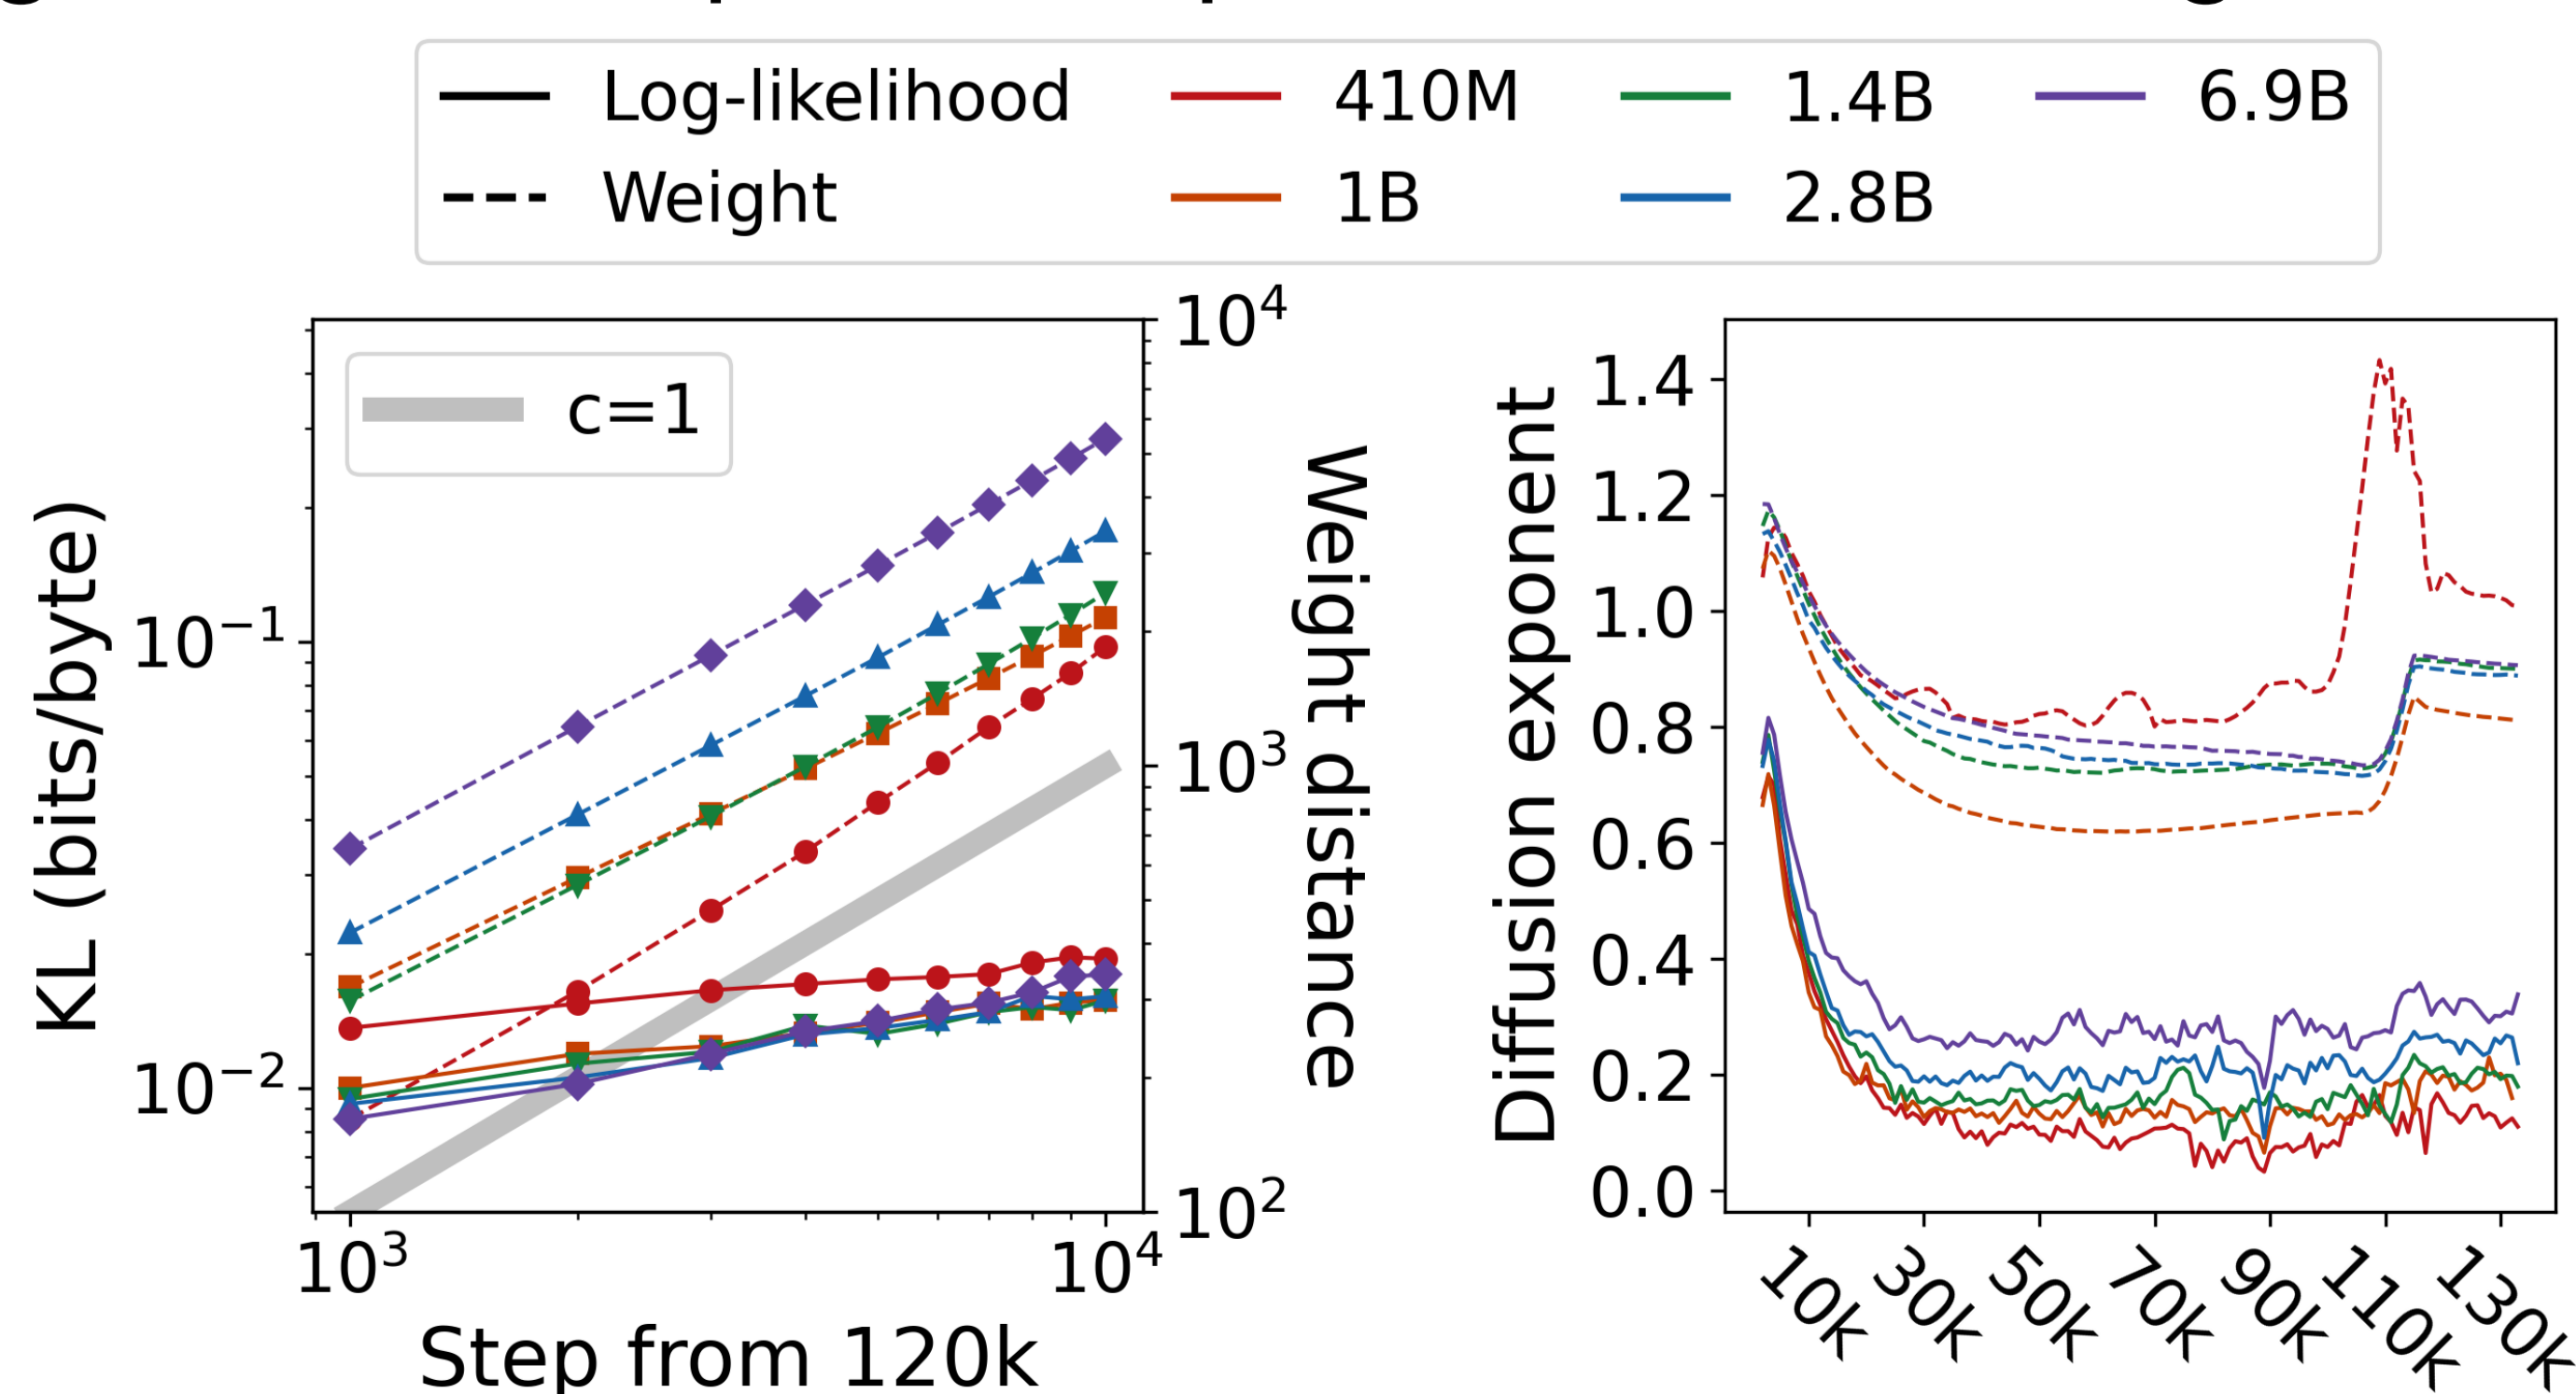 Log-likelihood 410M 1.4B 6.9B
Weight 1B 2.8B
c=1
KL (bits/byte)
10⁻¹
10⁻²
10³ 10⁴
Step from 120k
10⁴
10³
10²
Weight distance
Diffusion exponent
1.4
1.2
1.0
0.8
0.6
0.4
0.2
0.0
10k 30k 50k 70k 90k 110k 130k